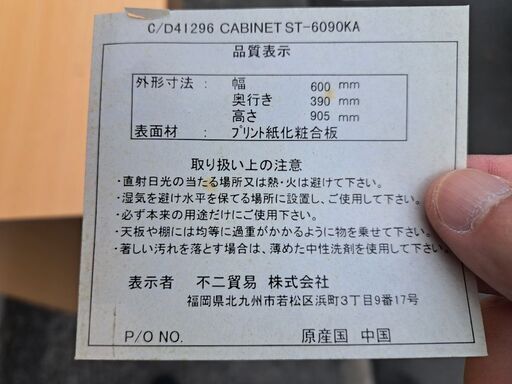 C/D41296 CABINET ST-6090KA
品質表示
外形寸法： 幅 600 mm
奥行き 390 mm
高さ 905 mm
表面材 ： プリント紙化粧合板
取り扱い上の注意
・直射日光の当たる場所又は熱・火は避けて下さい。
・湿気を避け水平を保てる場所に設置し、ご使用して下さい。
・必ず本来の用途だけにご使用下さい。
・天板や棚には均等に過重がかかるように物を乗せて下さい。
・著しい汚れを落とす場合は、薄めた中性洗剤を使用して下さい。
表示者 不二貿易 株式会社
福岡県北九州市若松区浜町3丁目9番17号
P/O NO. 原産国 中国